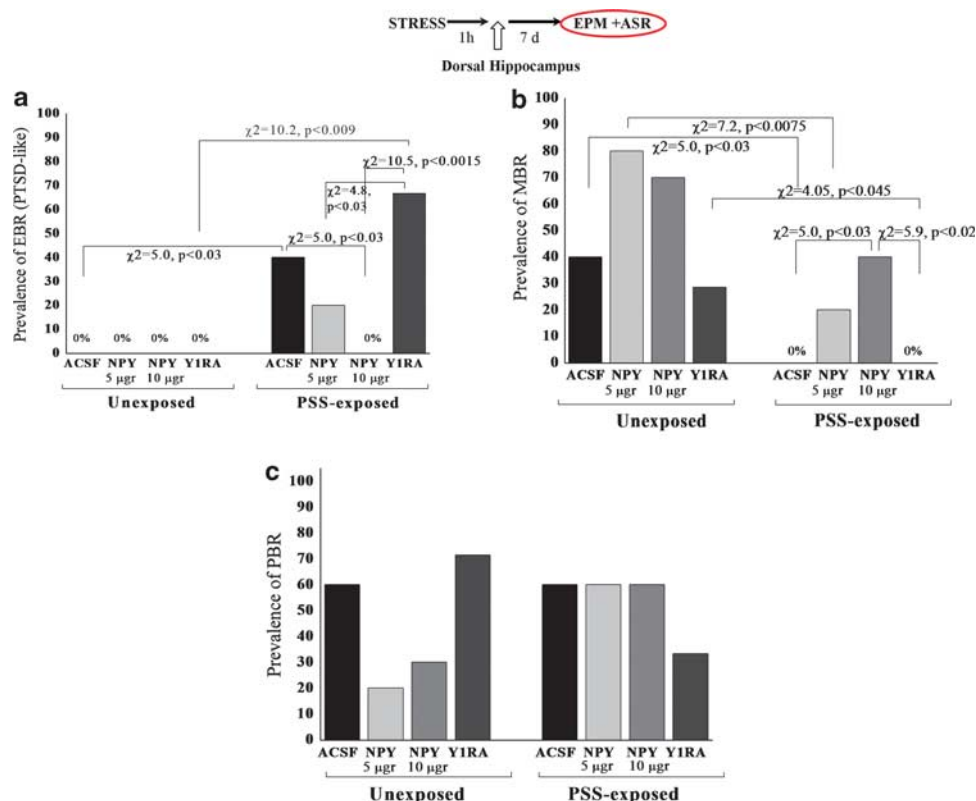 STRESS 1h 7 d EPM +ASR
Dorsal Hippocampus
a
Prevalence of EBR (PTSD-like)
100
90
80
70
60
50
40
30
20
10
0
χ2=10.2, p<0.009
χ2=10.5, p<0.0015
χ2=4.8,
p<0.03
χ2=5.0, p<0.03
χ2=5.0, p<0.03
0% 0% 0% 0% 0%
ACSF NPY NPY Y1RA ACSF NPY NPY Y1RA
5 µgr 10 µgr 5 µgr 10 µgr
Unexposed PSS-exposed
b
Prevalence of MBR
100
90
80
70
60
50
40
30
20
10
0
χ2=7.2, p<0.0075
χ2=5.0, p<0.03
χ2=4.05, p<0.045
χ2=5.0, p<0.03 χ2=5.9, p<0.02
0% 0%
ACSF NPY NPY Y1RA ACSF NPY NPY Y1RA
5 µgr 10 µgr 5 µgr 10 µgr
Unexposed PSS-exposed
c
Prevalence of PBR
100
90
80
70
60
50
40
30
20
10
0
ACSF NPY NPY Y1RA ACSF NPY NPY Y1RA
5 µgr 10 µgr 5 µgr 10 µgr
Unexposed PSS-exposed